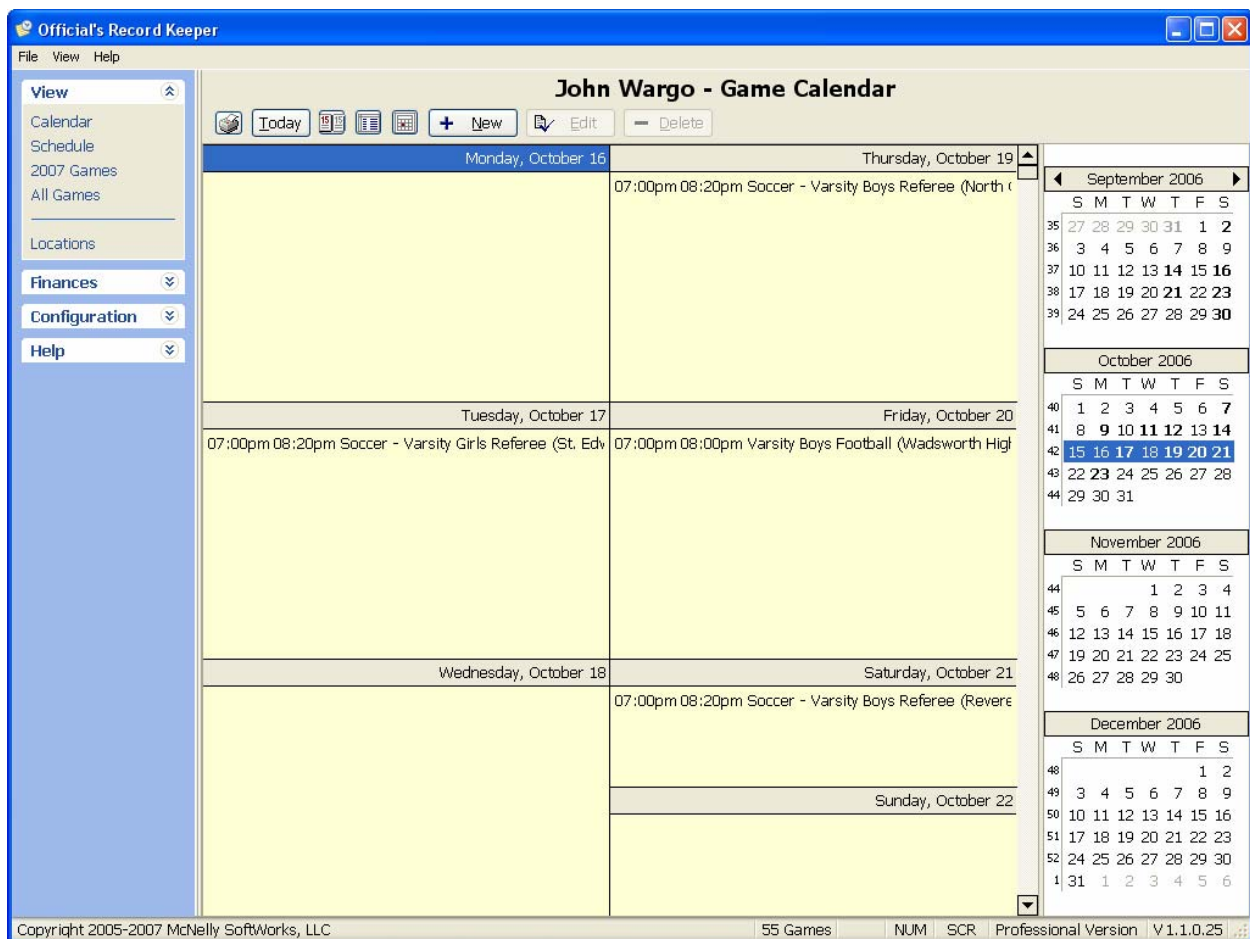 Official's Record Keeper
File View Help
View
Calendar
Schedule
2007 Games
All Games
Locations
Finances
Configuration
Help
John Wargo - Game Calendar
Today New Edit Delete
Monday, October 16
Thursday, October 19
07:00pm 08:20pm Soccer - Varsity Boys Referee (North
Tuesday, October 17
07:00pm 08:20pm Soccer - Varsity Girls Referee (St. Edw
Friday, October 20
07:00pm 08:00pm Varsity Boys Football (Wadsworth High
Wednesday, October 18
Saturday, October 21
07:00pm 08:20pm Soccer - Varsity Boys Referee (Revere
Sunday, October 22
September 2006
S M T W T F S
35 27 28 29 30 31 1 2
36 3 4 5 6 7 8 9
37 10 11 12 13 14 15 16
38 17 18 19 20 21 22 23
39 24 25 26 27 28 29 30
October 2006
S M T W T F S
40 1 2 3 4 5 6 7
41 8 9 10 11 12 13 14
42 15 16 17 18 19 20 21
43 22 23 24 25 26 27 28
44 29 30 31
November 2006
S M T W T F S
44 1 2 3 4
45 5 6 7 8 9 10 11
46 12 13 14 15 16 17 18
47 19 20 21 22 23 24 25
48 26 27 28 29 30
December 2006
S M T W T F S
48 1 2
49 3 4 5 6 7 8 9
50 10 11 12 13 14 15 16
51 17 18 19 20 21 22 23
52 24 25 26 27 28 29 30
1 31 1 2 3 4 5 6
Copyright 2005-2007 McNelly SoftWorks, LLC 55 Games NUM SCR Professional Version V 1.1.0.25